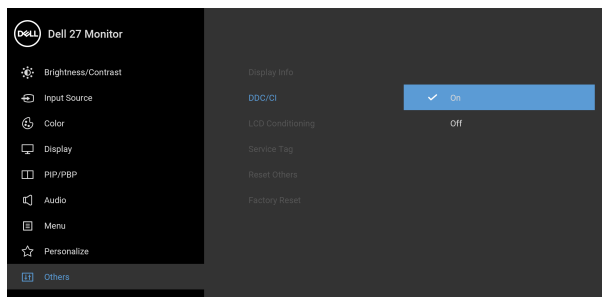 DELL
Dell 27 Monitor
Brightness/Contrast
Input Source
Color
Display
PIP/PBP
Audio
Menu
Personalize
Others
Display Info
DDC/CI
LCD Conditioning
Service Tag
Reset Others
Factory Reset
On
Off